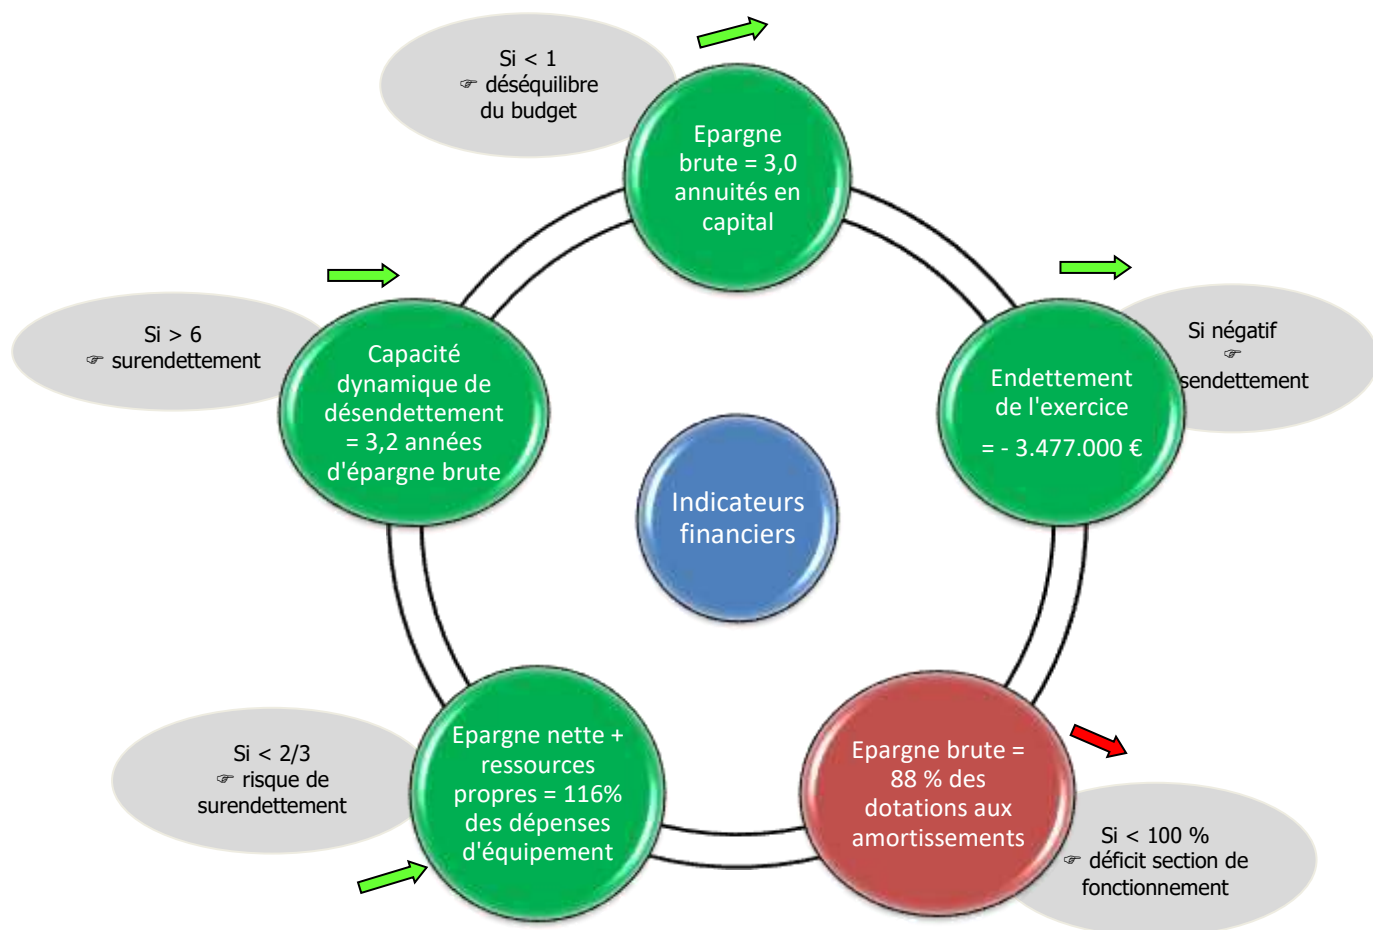 Si < 1
☞ déséquilibre
du budget
Epargne
brute = 3,0
annuités en
capital
Si > 6
☞ surendettement
Capacité
dynamique de
désendettement
= 3,2 années
d'épargne brute
Endettement
de l'exercice
= - 3.477.000 €
Si négatif
☞
sendettement
Indicateurs
financiers
Si < 2/3
☞ risque de
surendettement
Epargne nette +
ressources
propres = 116%
des dépenses
d'équipement
Epargne brute =
88 % des
dotations aux
amortissements
Si < 100 %
☞ déficit section de
fonctionnement